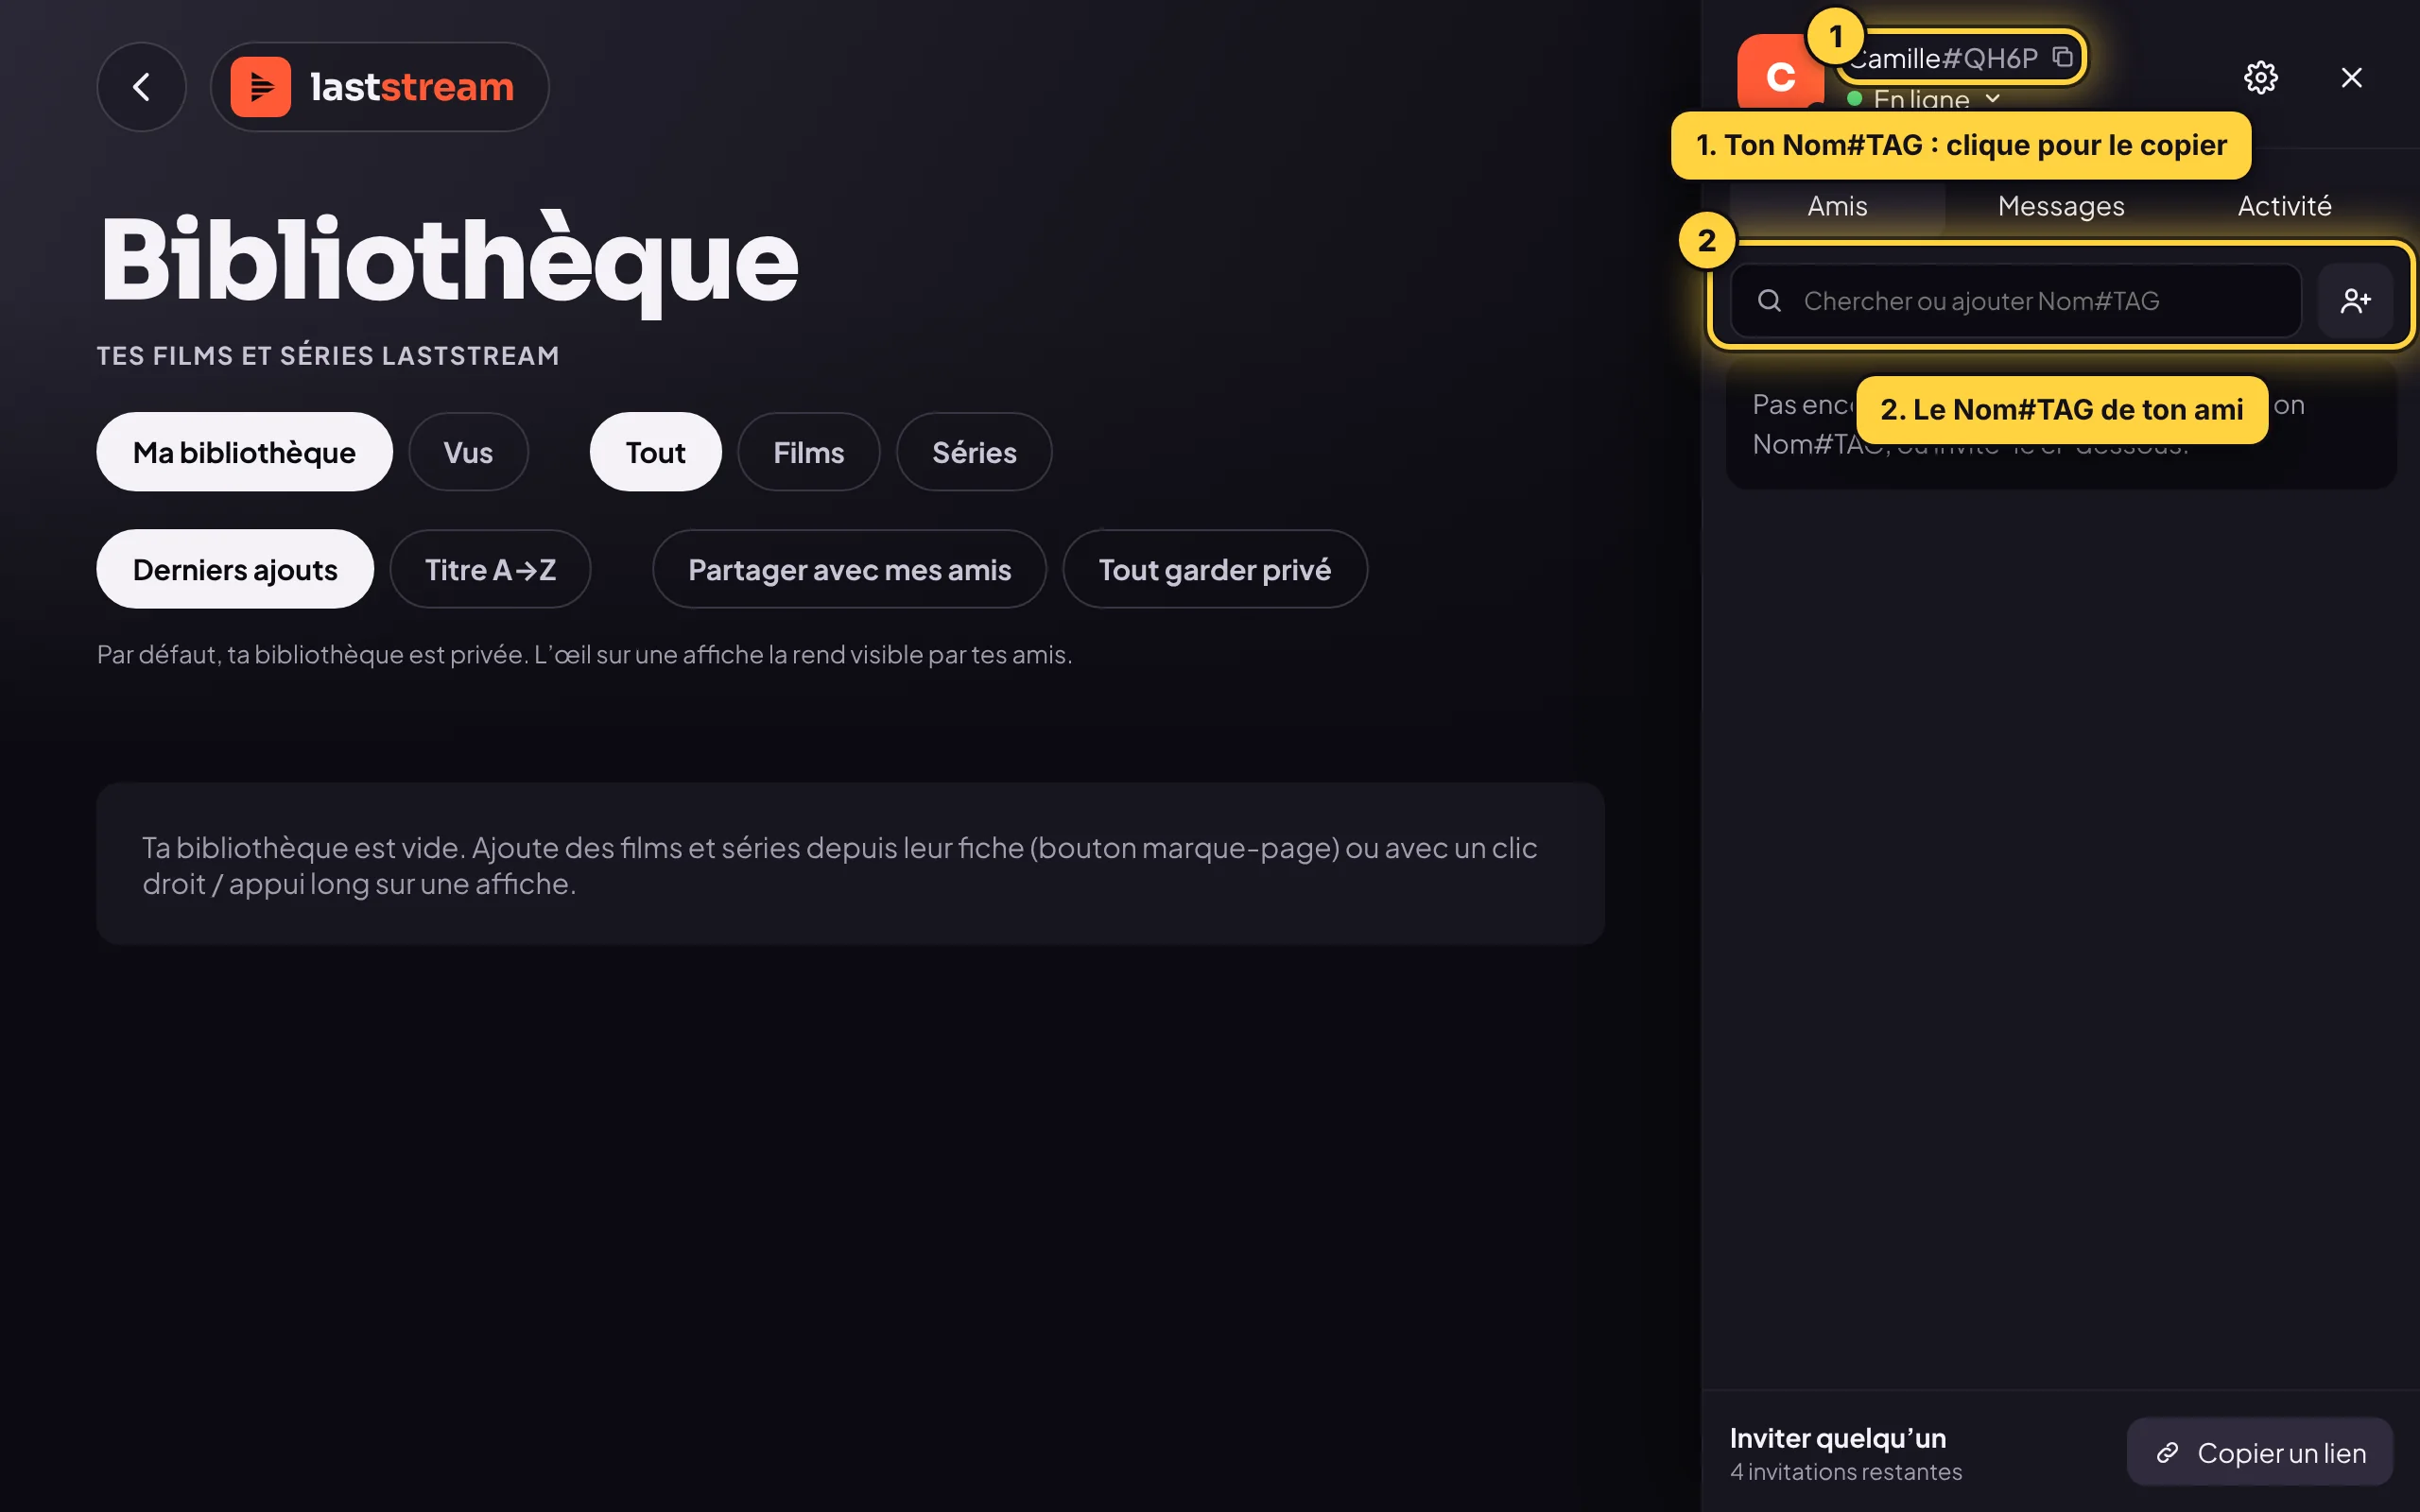 laststream
Bibliothèque
TES FILMS ET SÉRIES LASTSTREAM
Ma bibliothèque
Vus
Tout
Films
Séries
Derniers ajouts
Titre A→Z
Partager avec mes amis
Tout garder privé
Par défaut, ta bibliothèque est privée. L’œil sur une affiche la rend visible par tes amis.
Ta bibliothèque est vide. Ajoute des films et séries depuis leur fiche (bouton marque-page) ou avec un clic
droit / appui long sur une affiche.
C
1
Camille#QH6P
En ligne
1. Ton Nom#TAG : clique pour le copier
Amis
Messages
Activité
2
Chercher ou ajouter Nom#TAG
Pas
2. Le Nom#TAG de ton ami
Inviter quelqu’un
4 invitations restantes
Copier un lien